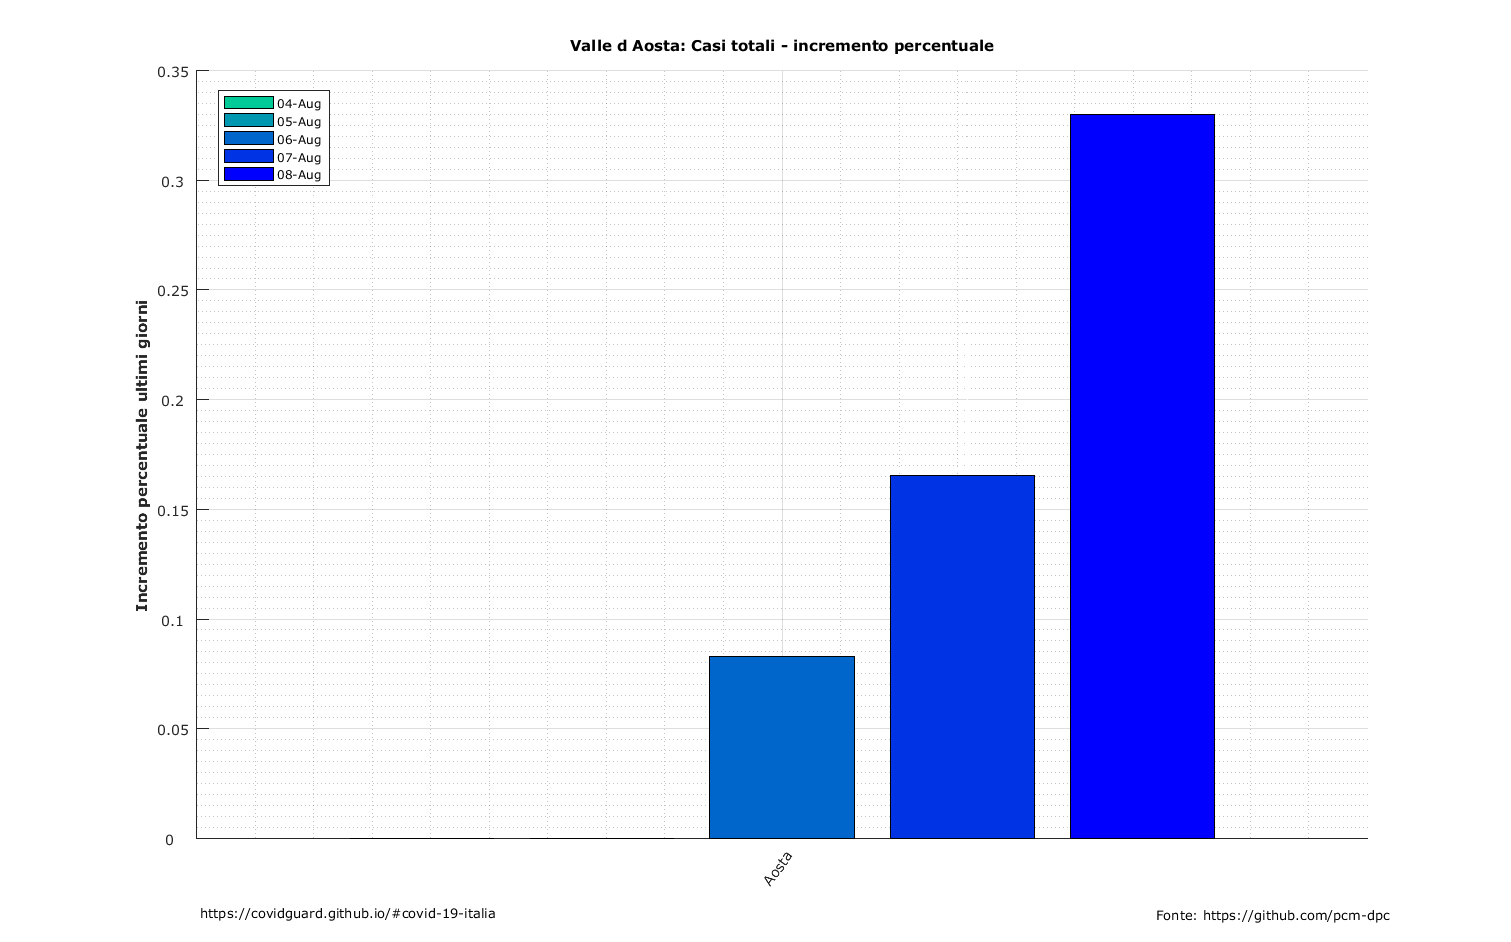 Valle d Aosta: Casi totali - incremento percentuale
0.35
0.3
0.25
0.2
0.15
0.1
0.05
0
Incremento percentuale ultimi giorni
04-Aug
05-Aug
06-Aug
07-Aug
08-Aug
Aosta
https://covidguard.github.io/#covid-19-italia
Fonte: https://github.com/pcm-dpc